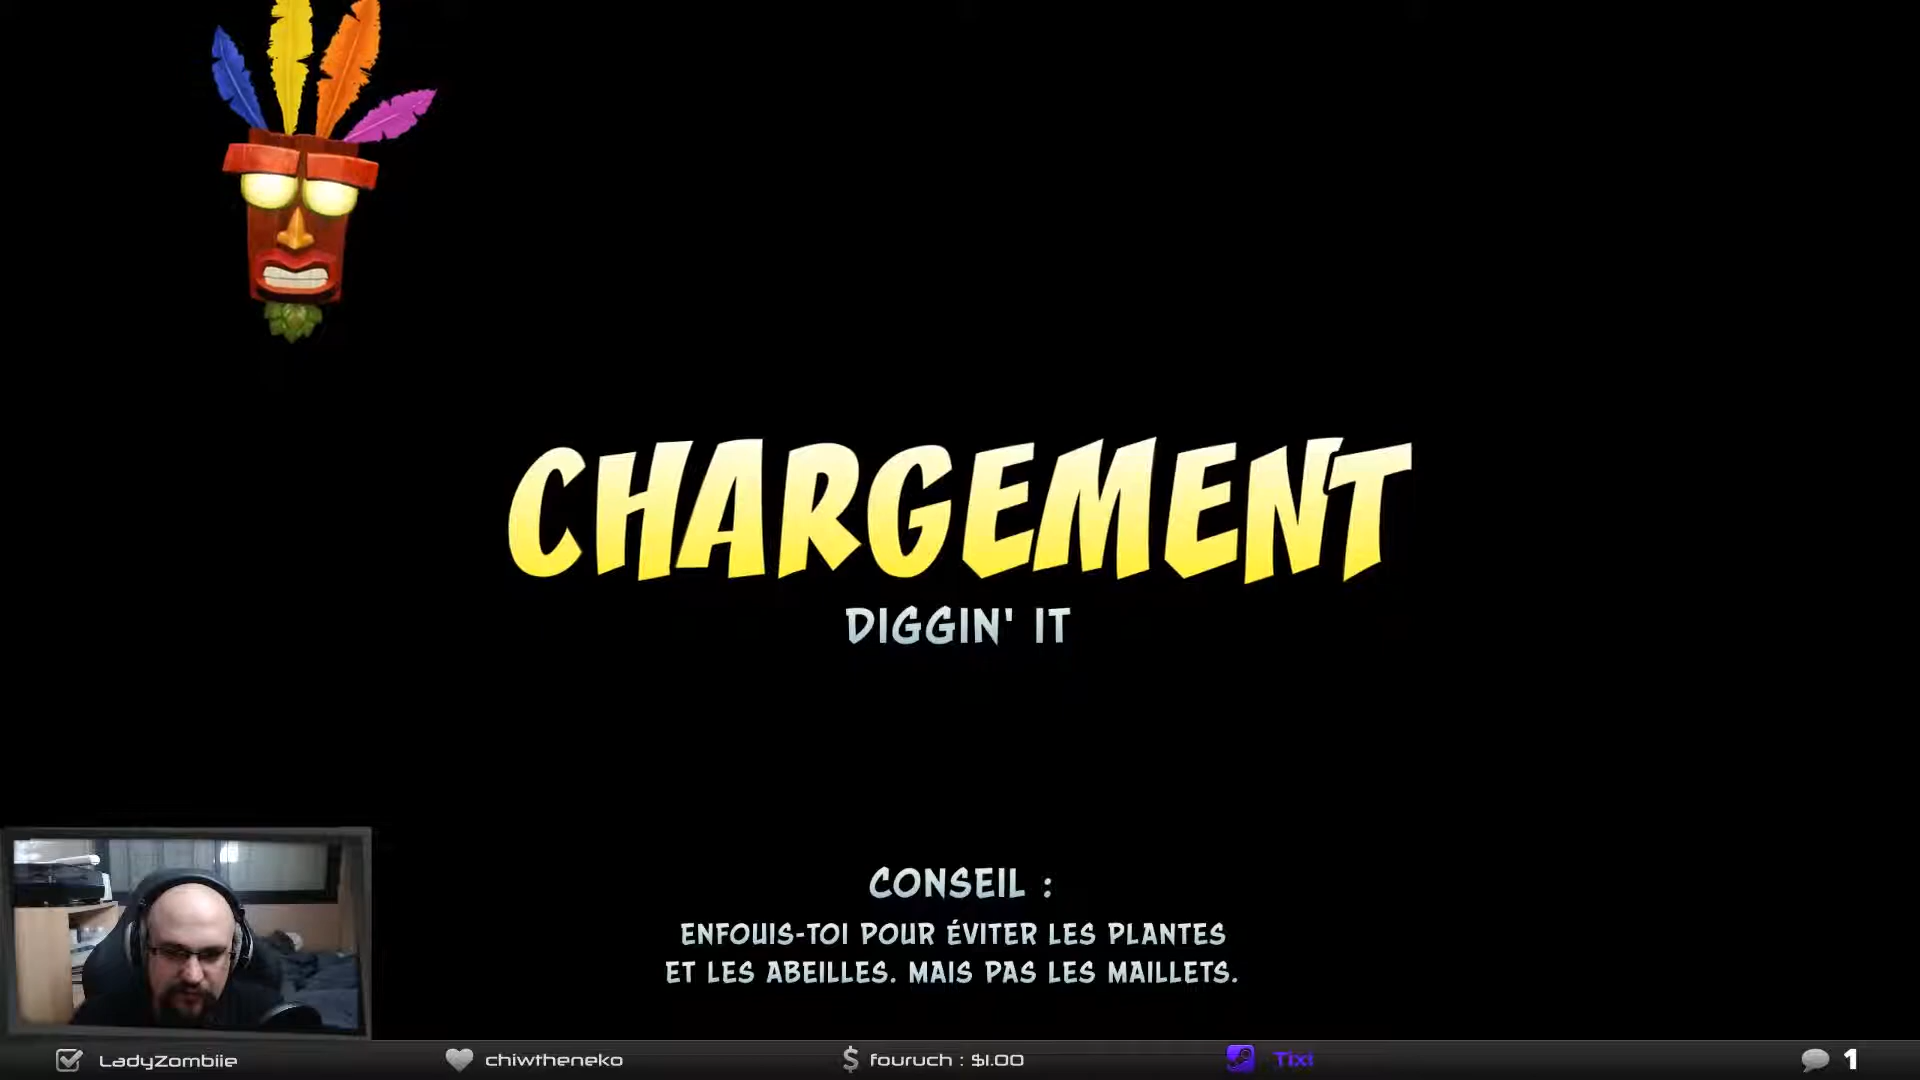 CHARGEMENT
DIGGIN' IT
CONSEIL :
ENFOUIS-TOI POUR ÉVITER LES PLANTES
ET LES ABEILLES. MAIS PAS LES MAILLETS.
LadyZombiie
chiwtheneko
$ fouruch : $1.00
Tixi
1